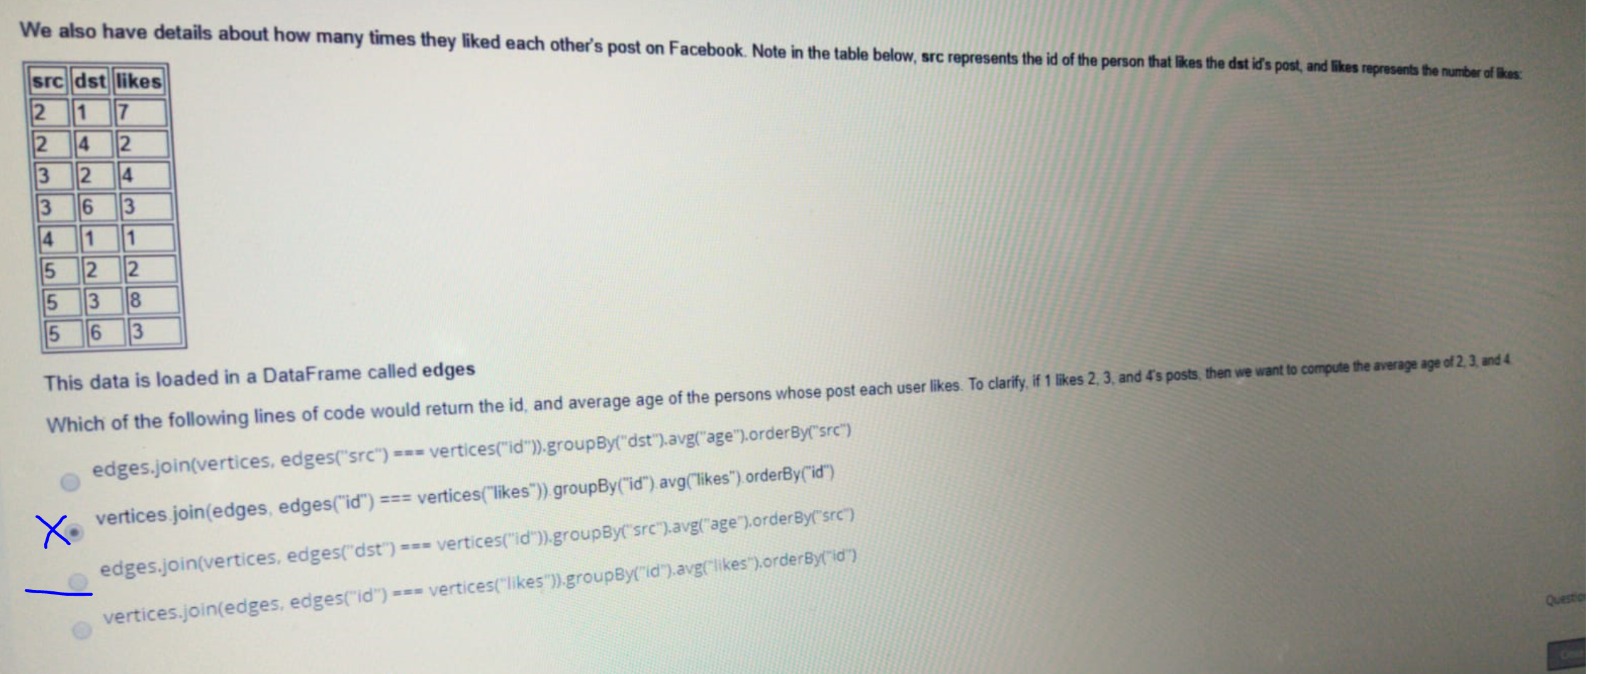 We also have details about how many times they liked each other's post on Facebook. Note in the table below, src represents the id of the person that likes the dst id's post, and likes represents the number of likes:
src dst likes
2 1 7
2 4 2
3 2 4
3 6 3
4 1 1
5 2 2
5 3 8
5 6 3
This data is loaded in a DataFrame called edges
Which of the following lines of code would return the id, and average age of the persons whose post each user likes. To clarify, if 1 likes 2, 3, and 4's posts, then we want to compute the average age of 2, 3, and 4.
edges.join(vertices, edges("src") === vertices("id")).groupBy("dst").avg("age").orderBy("src")
vertices.join(edges, edges("id") === vertices("likes")).groupBy("id").avg("likes").orderBy("id")
X
edges.join(vertices, edges("dst") === vertices("id")).groupBy("src").avg("age").orderBy("src")
vertices.join(edges, edges("id") === vertices("likes")).groupBy("id").avg("likes").orderBy("id")